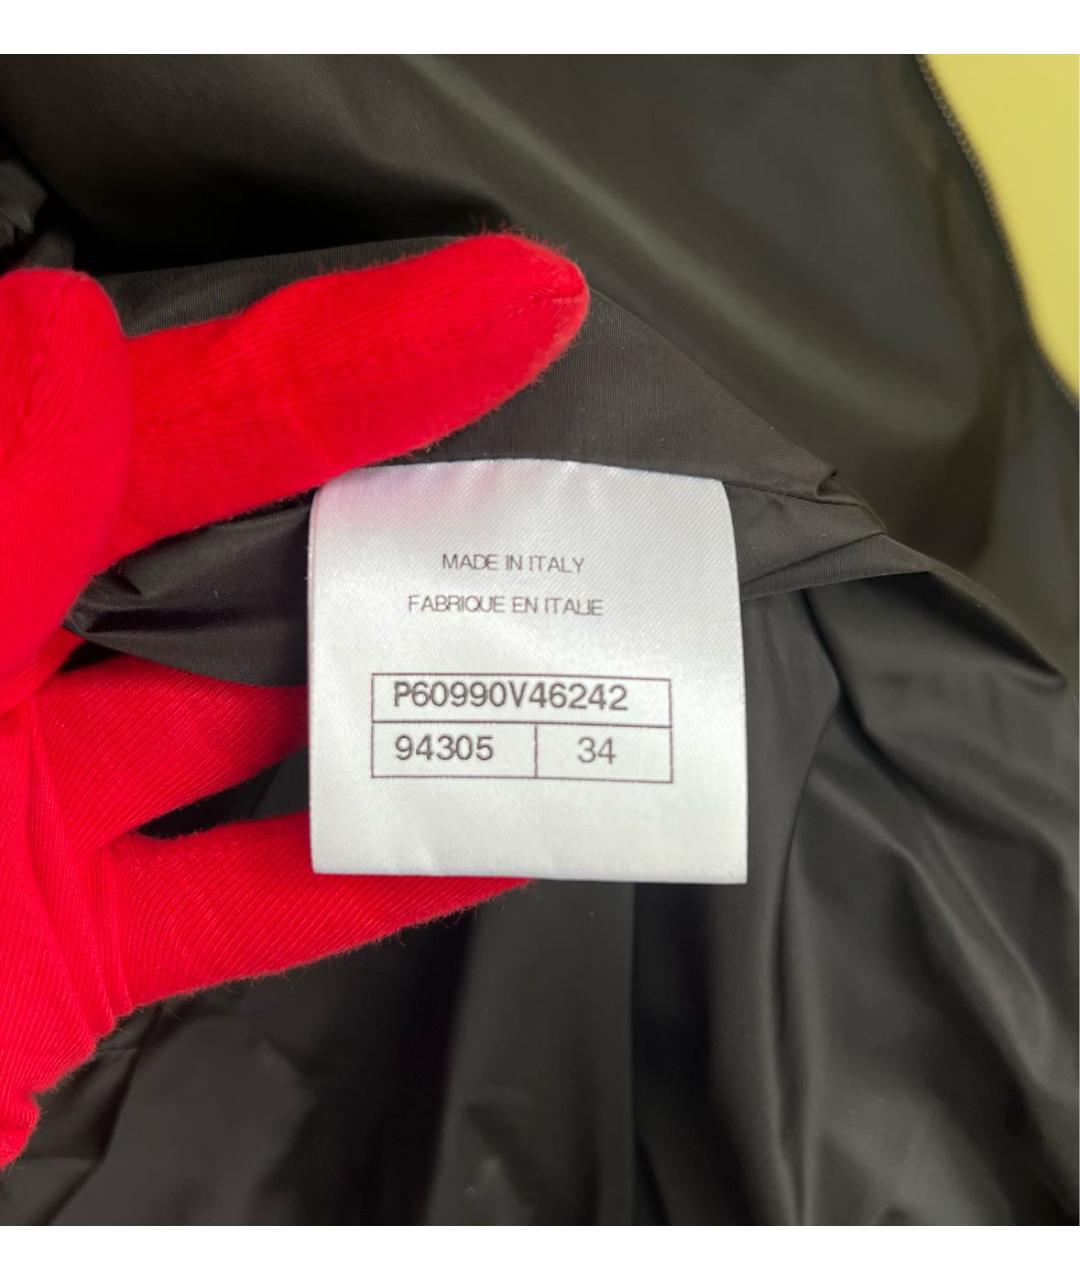 MADE IN ITALY
FABRIQUE EN ITALIE
P60990V46242
94305 34